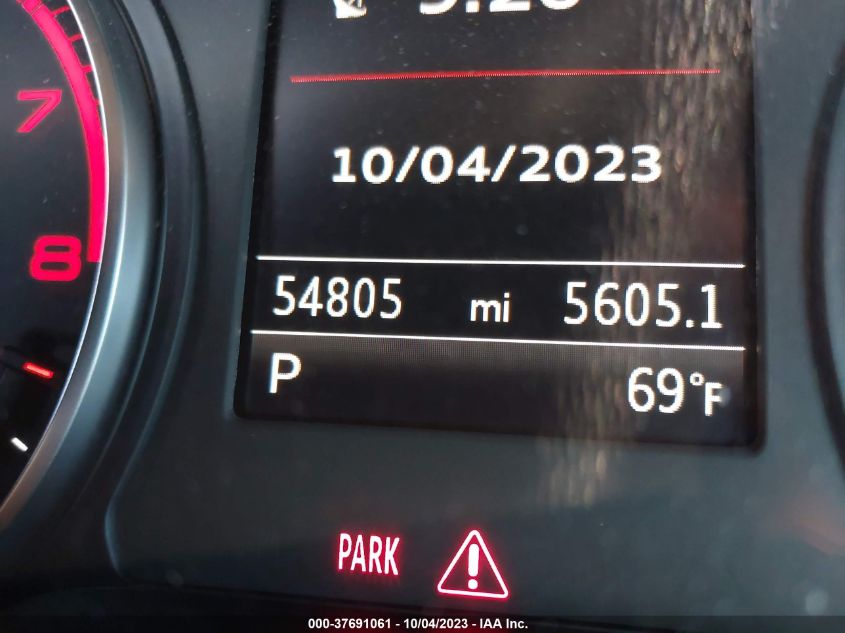 7
8
10/04/2023
54805 mi 5605.1
P 69°F
PARK
000-37691061 - 10/04/2023 - IAA Inc.